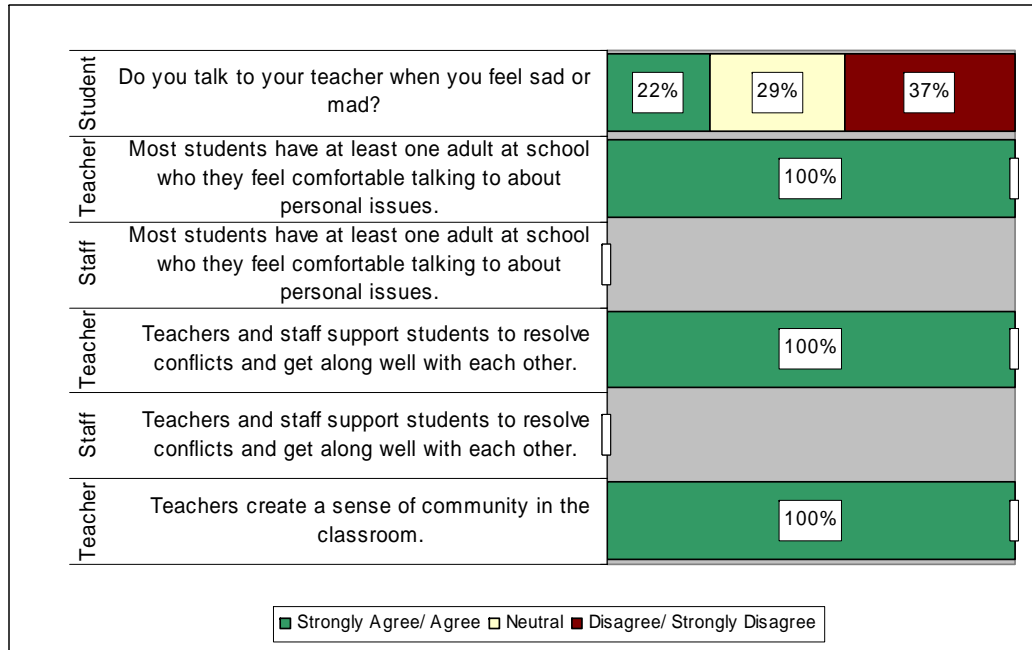 Student
Do you talk to your teacher when you feel sad or
mad?
22%
29%
37%
Teacher
Most students have at least one adult at school
who they feel comfortable talking to about
personal issues.
100%
Staff
Most students have at least one adult at school
who they feel comfortable talking to about
personal issues.
Teacher
Teachers and staff support students to resolve
conflicts and get along well with each other.
100%
Staff
Teachers and staff support students to resolve
conflicts and get along well with each other.
Teacher
Teachers create a sense of community in the
classroom.
100%
Strongly Agree/ Agree Neutral Disagree/ Strongly Disagree